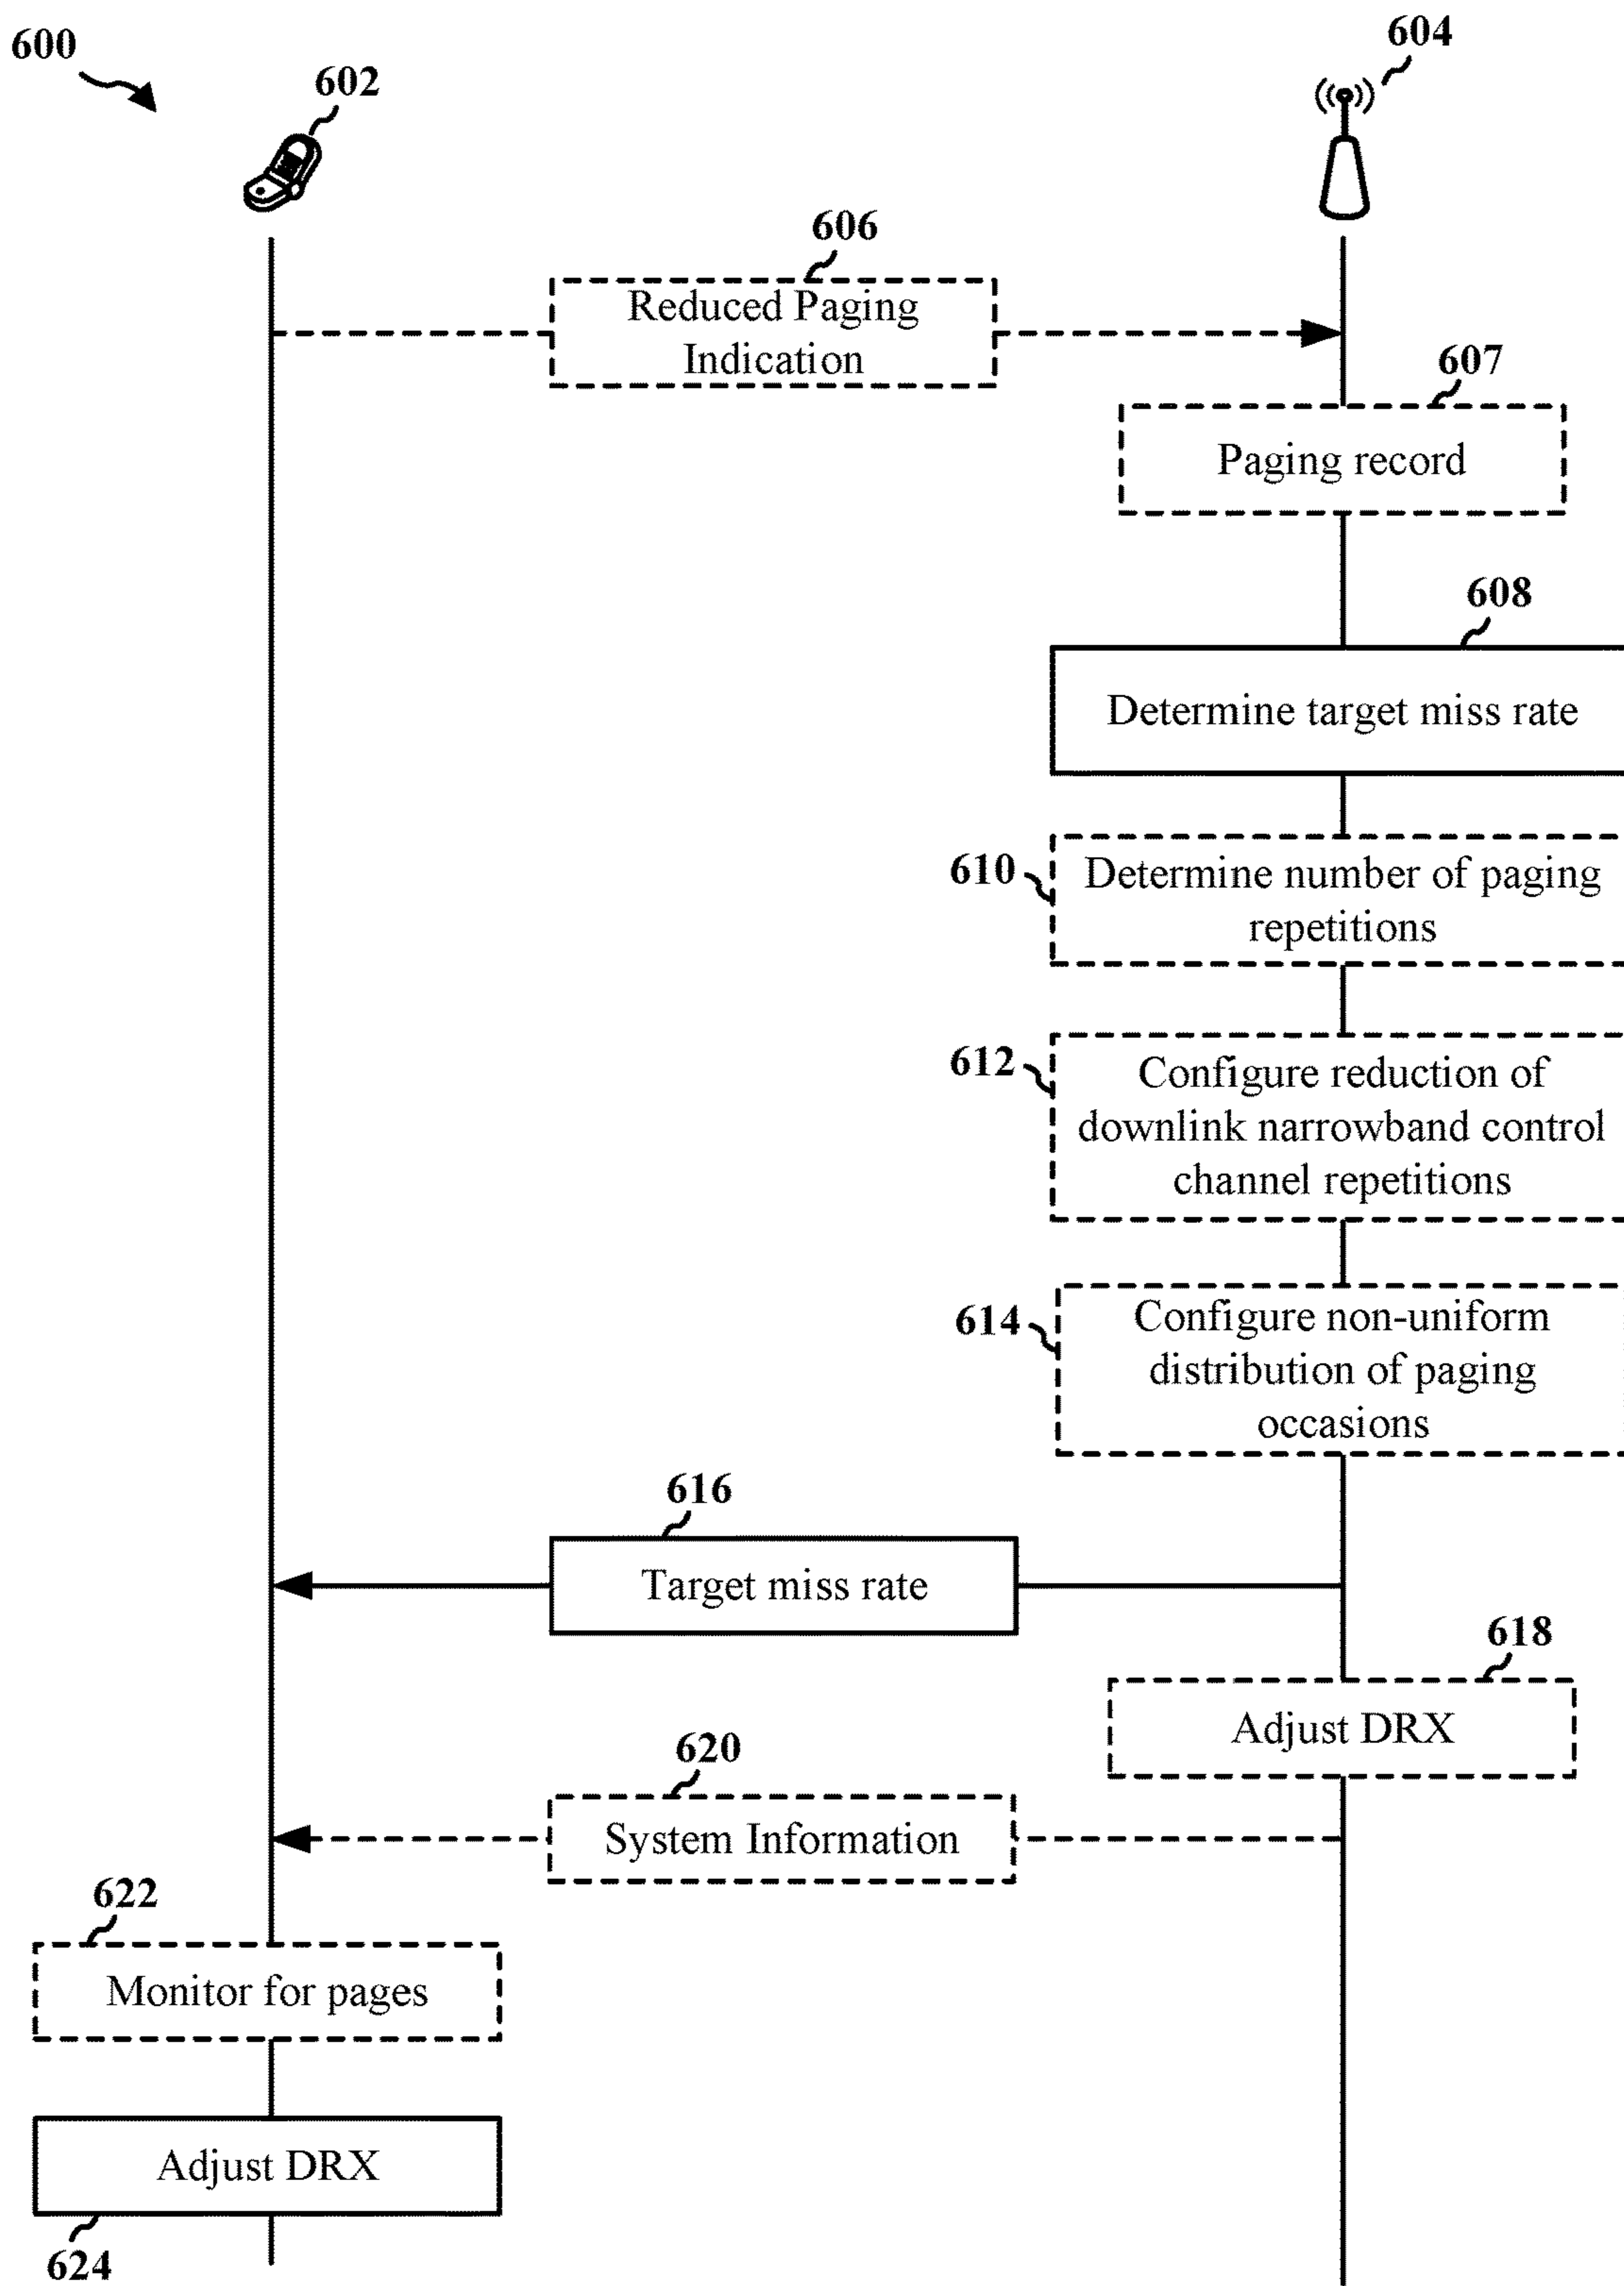 600
602
604
606
Reduced Paging
Indication
607
Paging record
608
Determine target miss rate
610
Determine number of paging
repetitions
612
Configure reduction of
downlink narrowband control
channel repetitions
614
Configure non-uniform
distribution of paging
occasions
616
Target miss rate
618
Adjust DRX
620
System Information
622
Monitor for pages
Adjust DRX
624